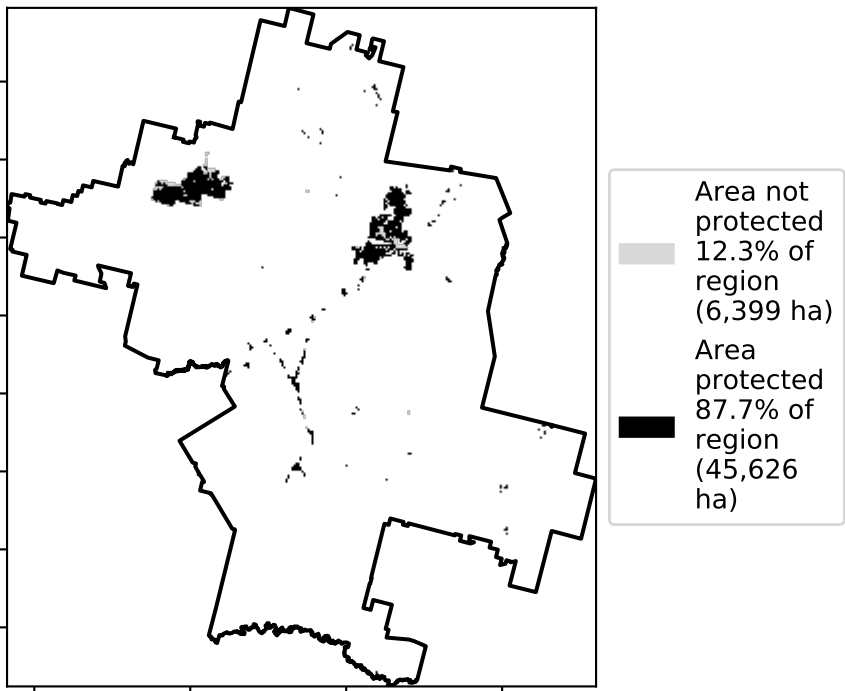 Area not
protected
12.3% of
region
(6,399 ha)
Area
protected
87.7% of
region
(45,626
ha)